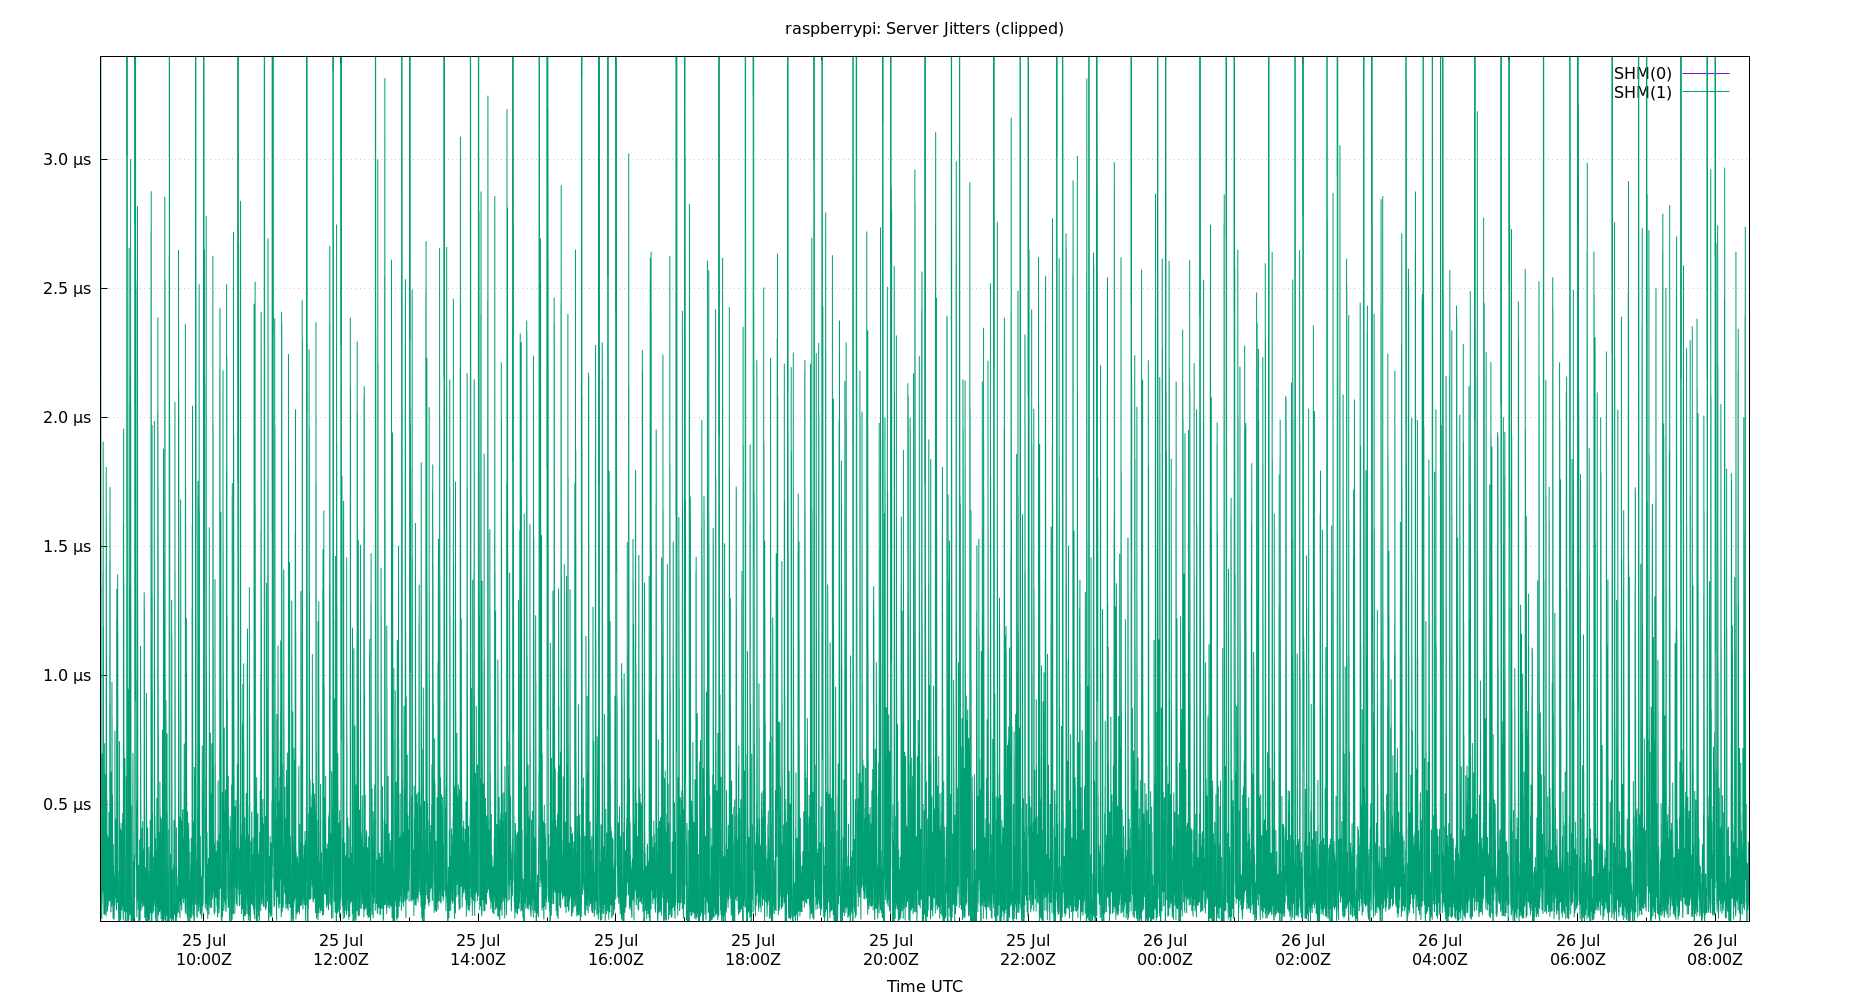 raspberrypi: Server Jitters (clipped)
SHM(0)
SHM(1)
3.0 µs
2.5 µs
2.0 µs
1.5 µs
1.0 µs
0.5 µs
25 Jul 25 Jul 25 Jul 25 Jul 25 Jul 25 Jul 25 Jul 26 Jul 26 Jul 26 Jul 26 Jul 26 Jul
10:00Z 12:00Z 14:00Z 16:00Z 18:00Z 20:00Z 22:00Z 00:00Z 02:00Z 04:00Z 06:00Z 08:00Z
Time UTC